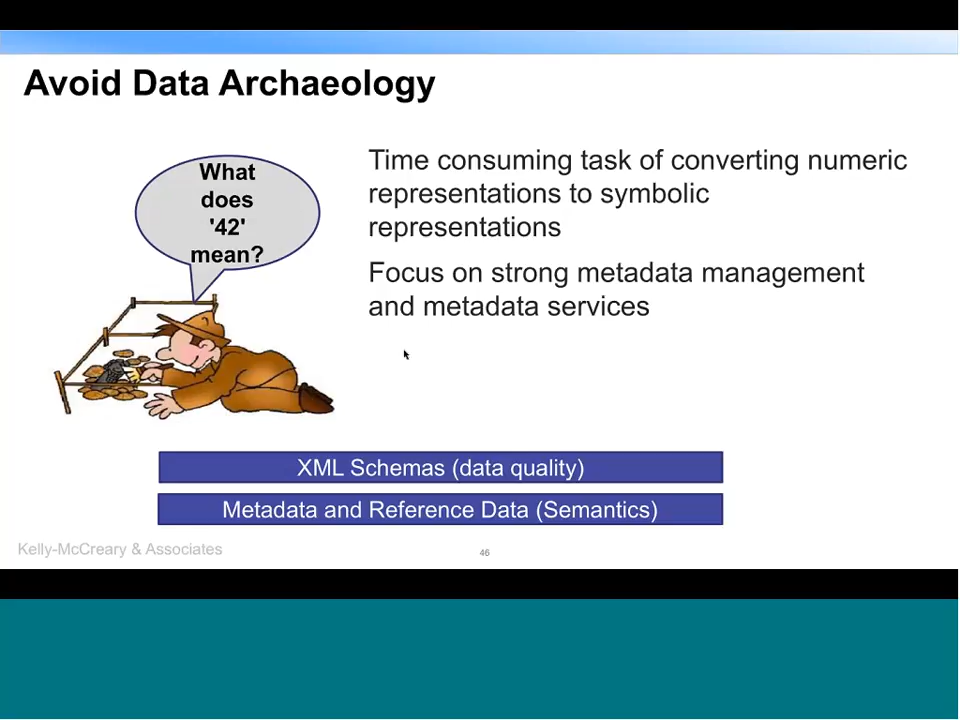 Avoid Data Archaeology
What
does
'42'
mean?
Time consuming task of converting numeric
representations to symbolic
representations
Focus on strong metadata management
and metadata services
XML Schemas (data quality)
Metadata and Reference Data (Semantics)
Kelly-McCreary & Associates
46